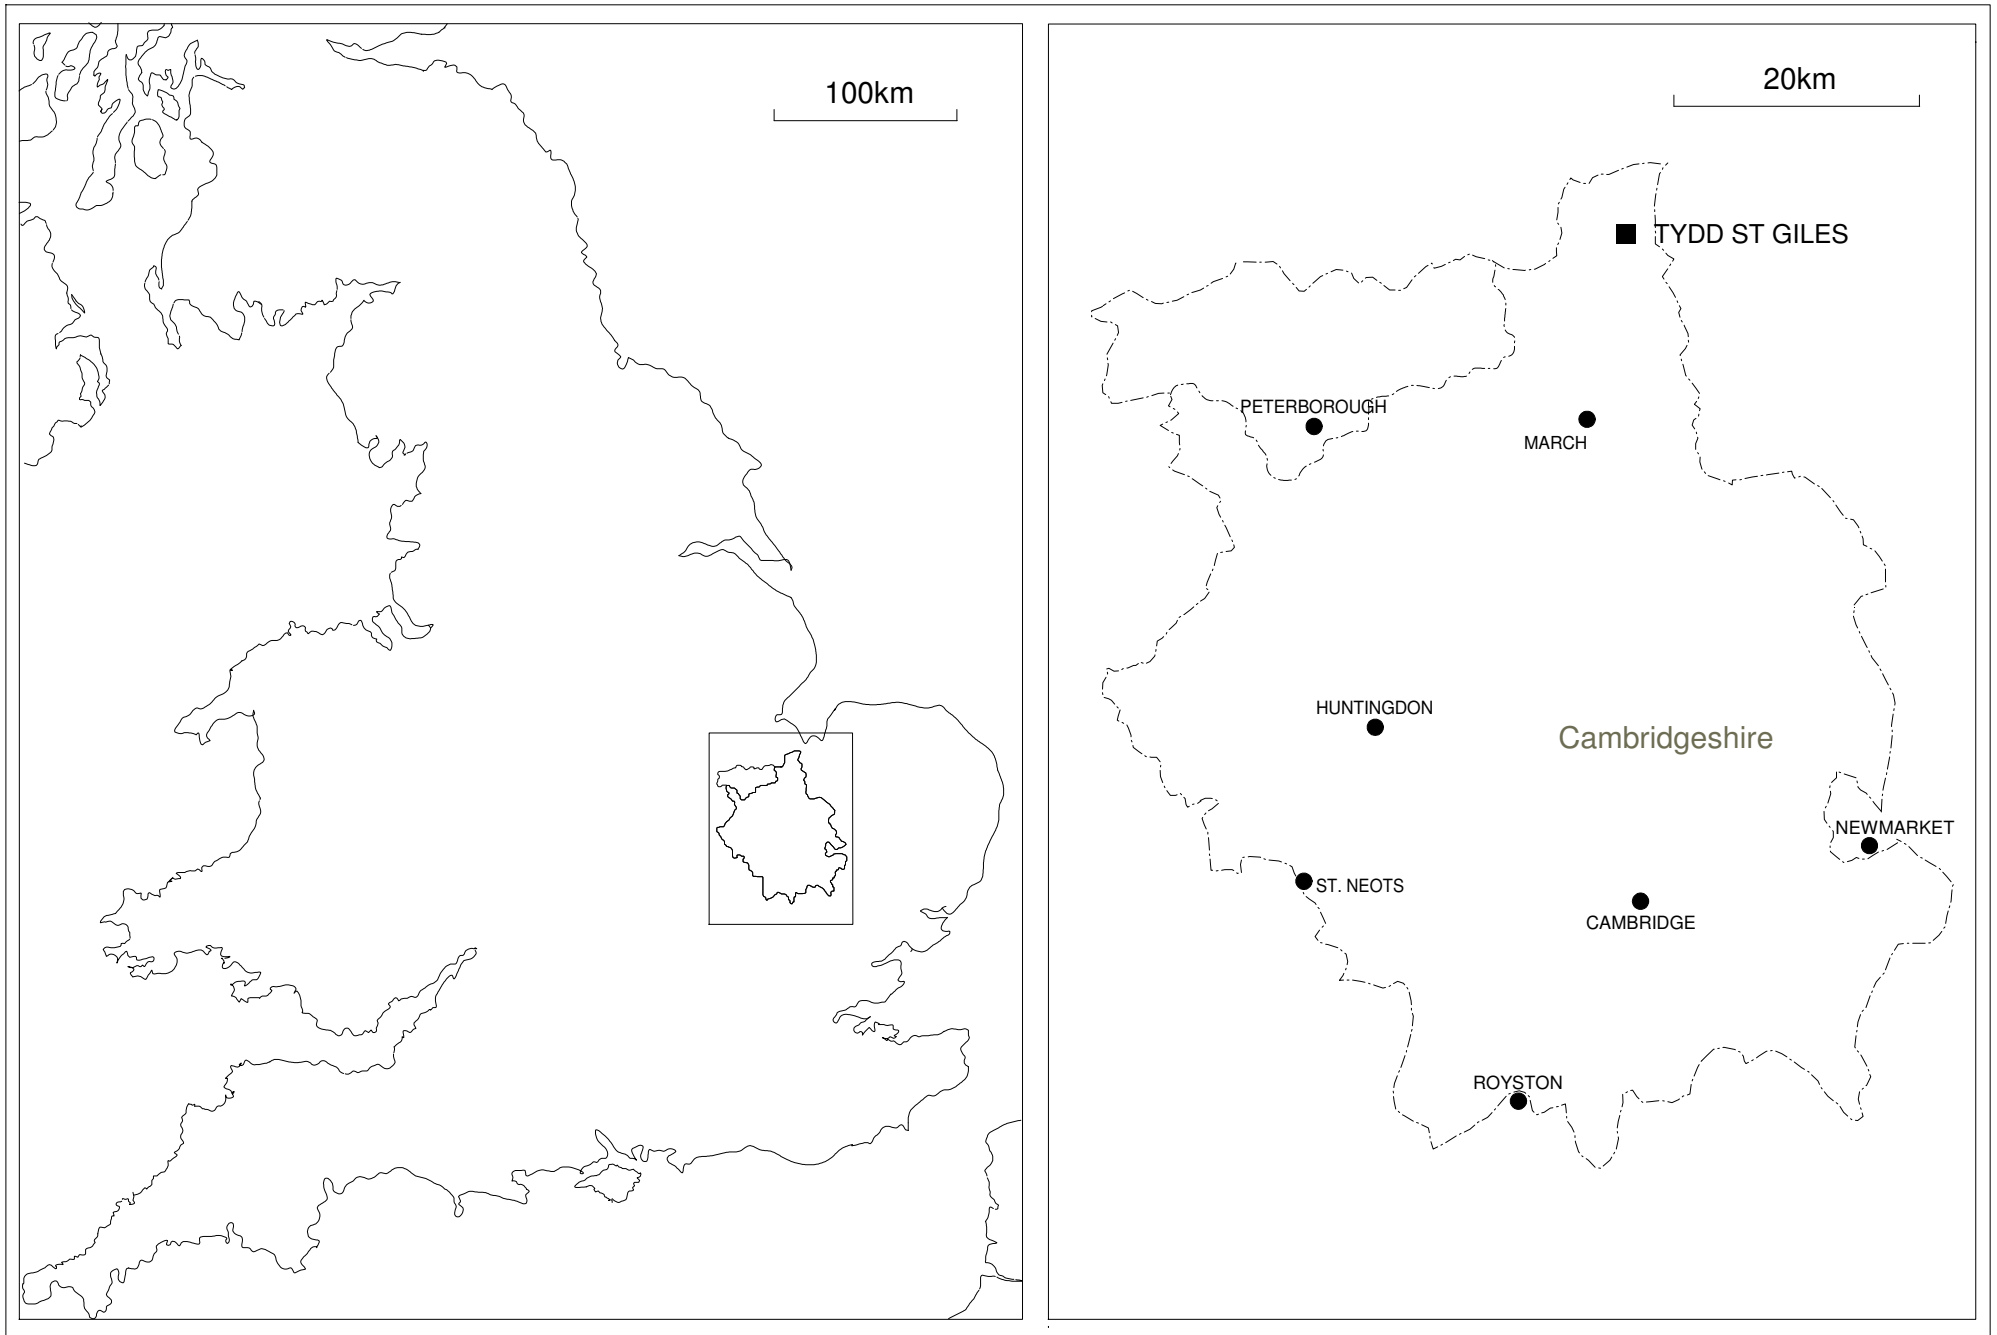 100km
20km
TYDD ST GILES
PETERBOROUGH
MARCH
HUNTINGDON
Cambridgeshire
NEWMARKET
ST. NEOTS
CAMBRIDGE
ROYSTON